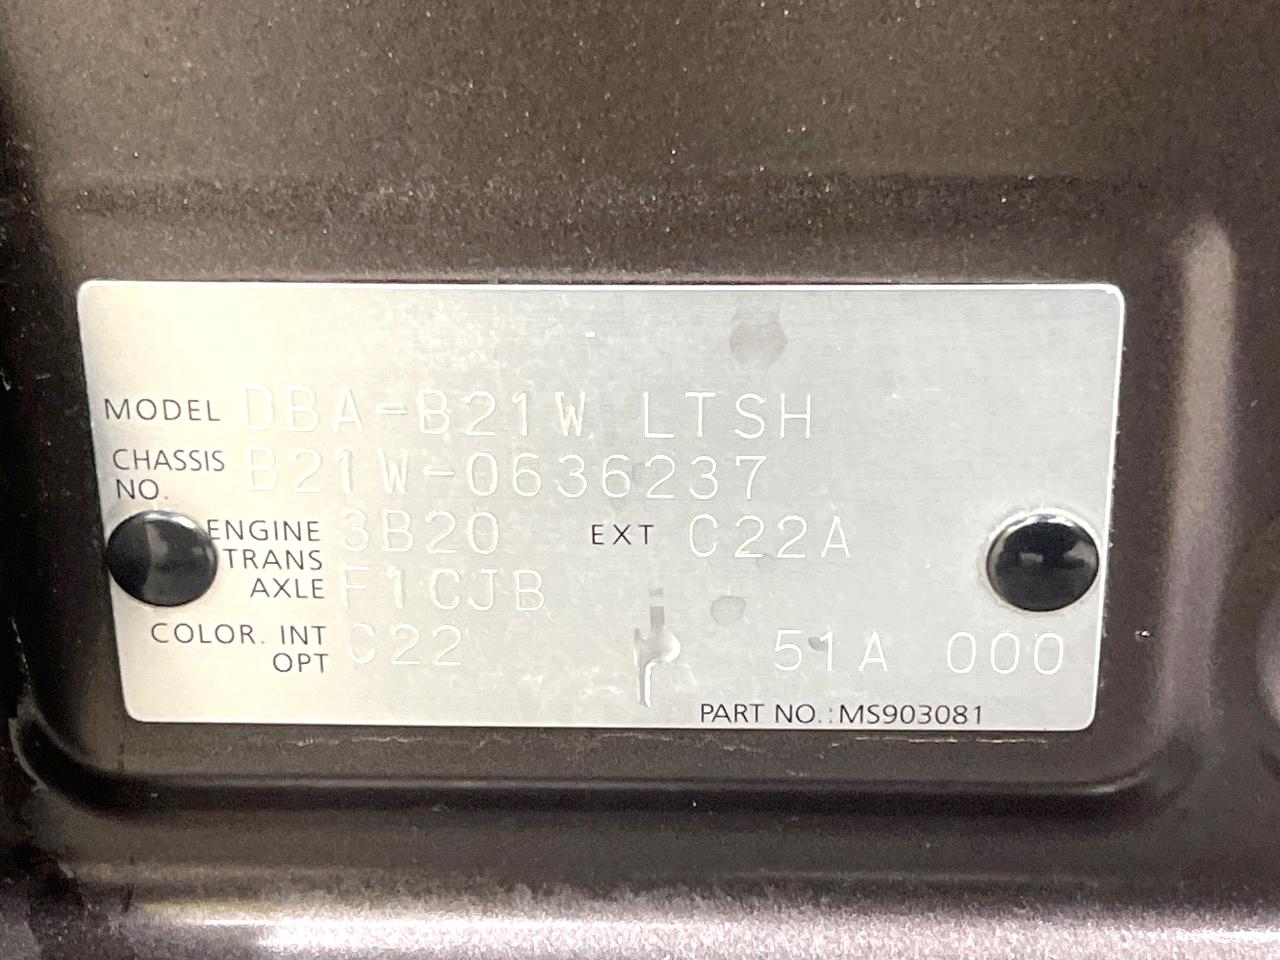 MODEL DBA-B21W LTSH
CHASSIS NO. B21W-0636237
ENGINE 3B20 EXT C22A
TRANS AXLE F1CJB
COLOR. INT OPT C22 51A 000
PART NO.:MS903081